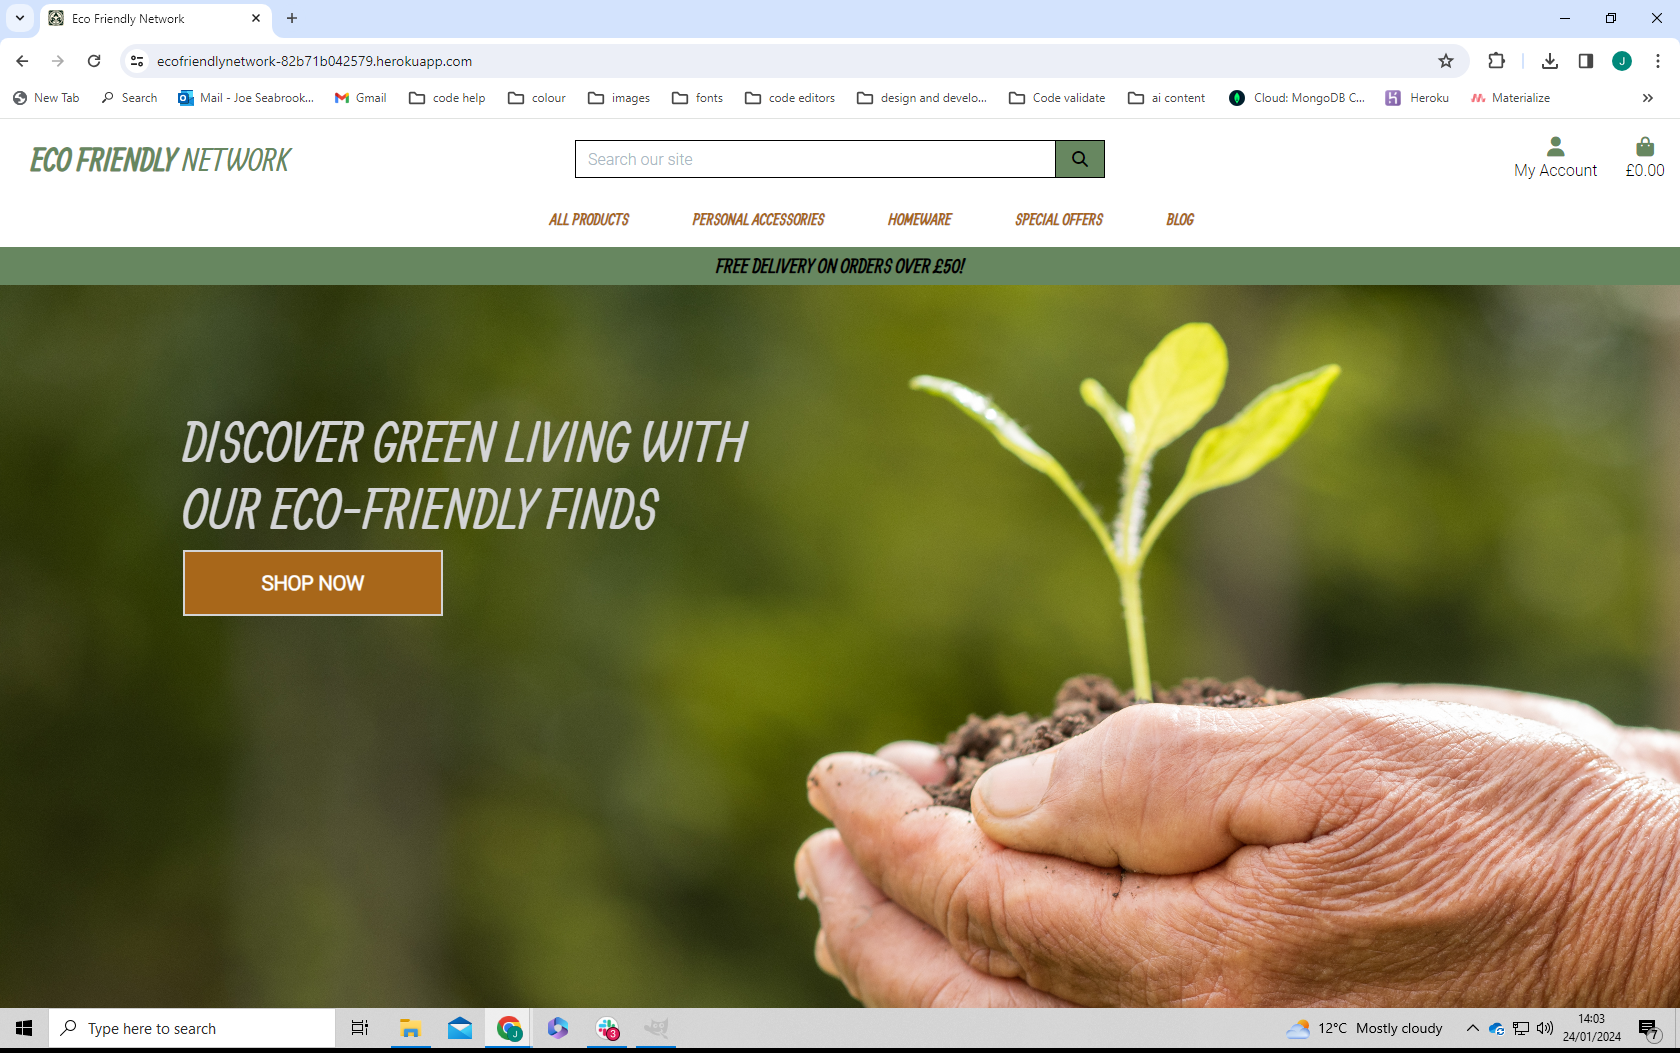 Eco Friendly Network
ecofriendlynetwork-82b71b042579.herokuapp.com
J
New Tab
Search
Mail - Joe Seabrook...
Gmail
code help
colour
images
fonts
code editors
design and develo...
Code validate
ai content
Cloud: MongoDB C...
Heroku
Materialize
ECO FRIENDLY NETWORK
Search our site
My Account
£0.00
ALL PRODUCTS
PERSONAL ACCESSORIES
HOMEWARE
SPECIAL OFFERS
BLOG
FREE DELIVERY ON ORDERS OVER £50!
DISCOVER GREEN LIVING WITH
OUR ECO-FRIENDLY FINDS
SHOP NOW
Type here to search
J
3
12°C Mostly cloudy
14:03
24/01/2024
7